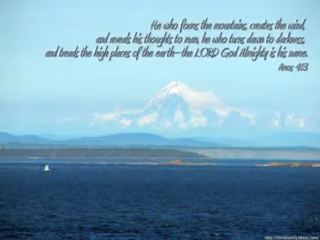 He who forms the mountains, creates the wind,
and reveals his thoughts to man, he who turns dawn to darkness,
and treads the high places of the earth--the LORD God Almighty is his name.
Amos 4:13